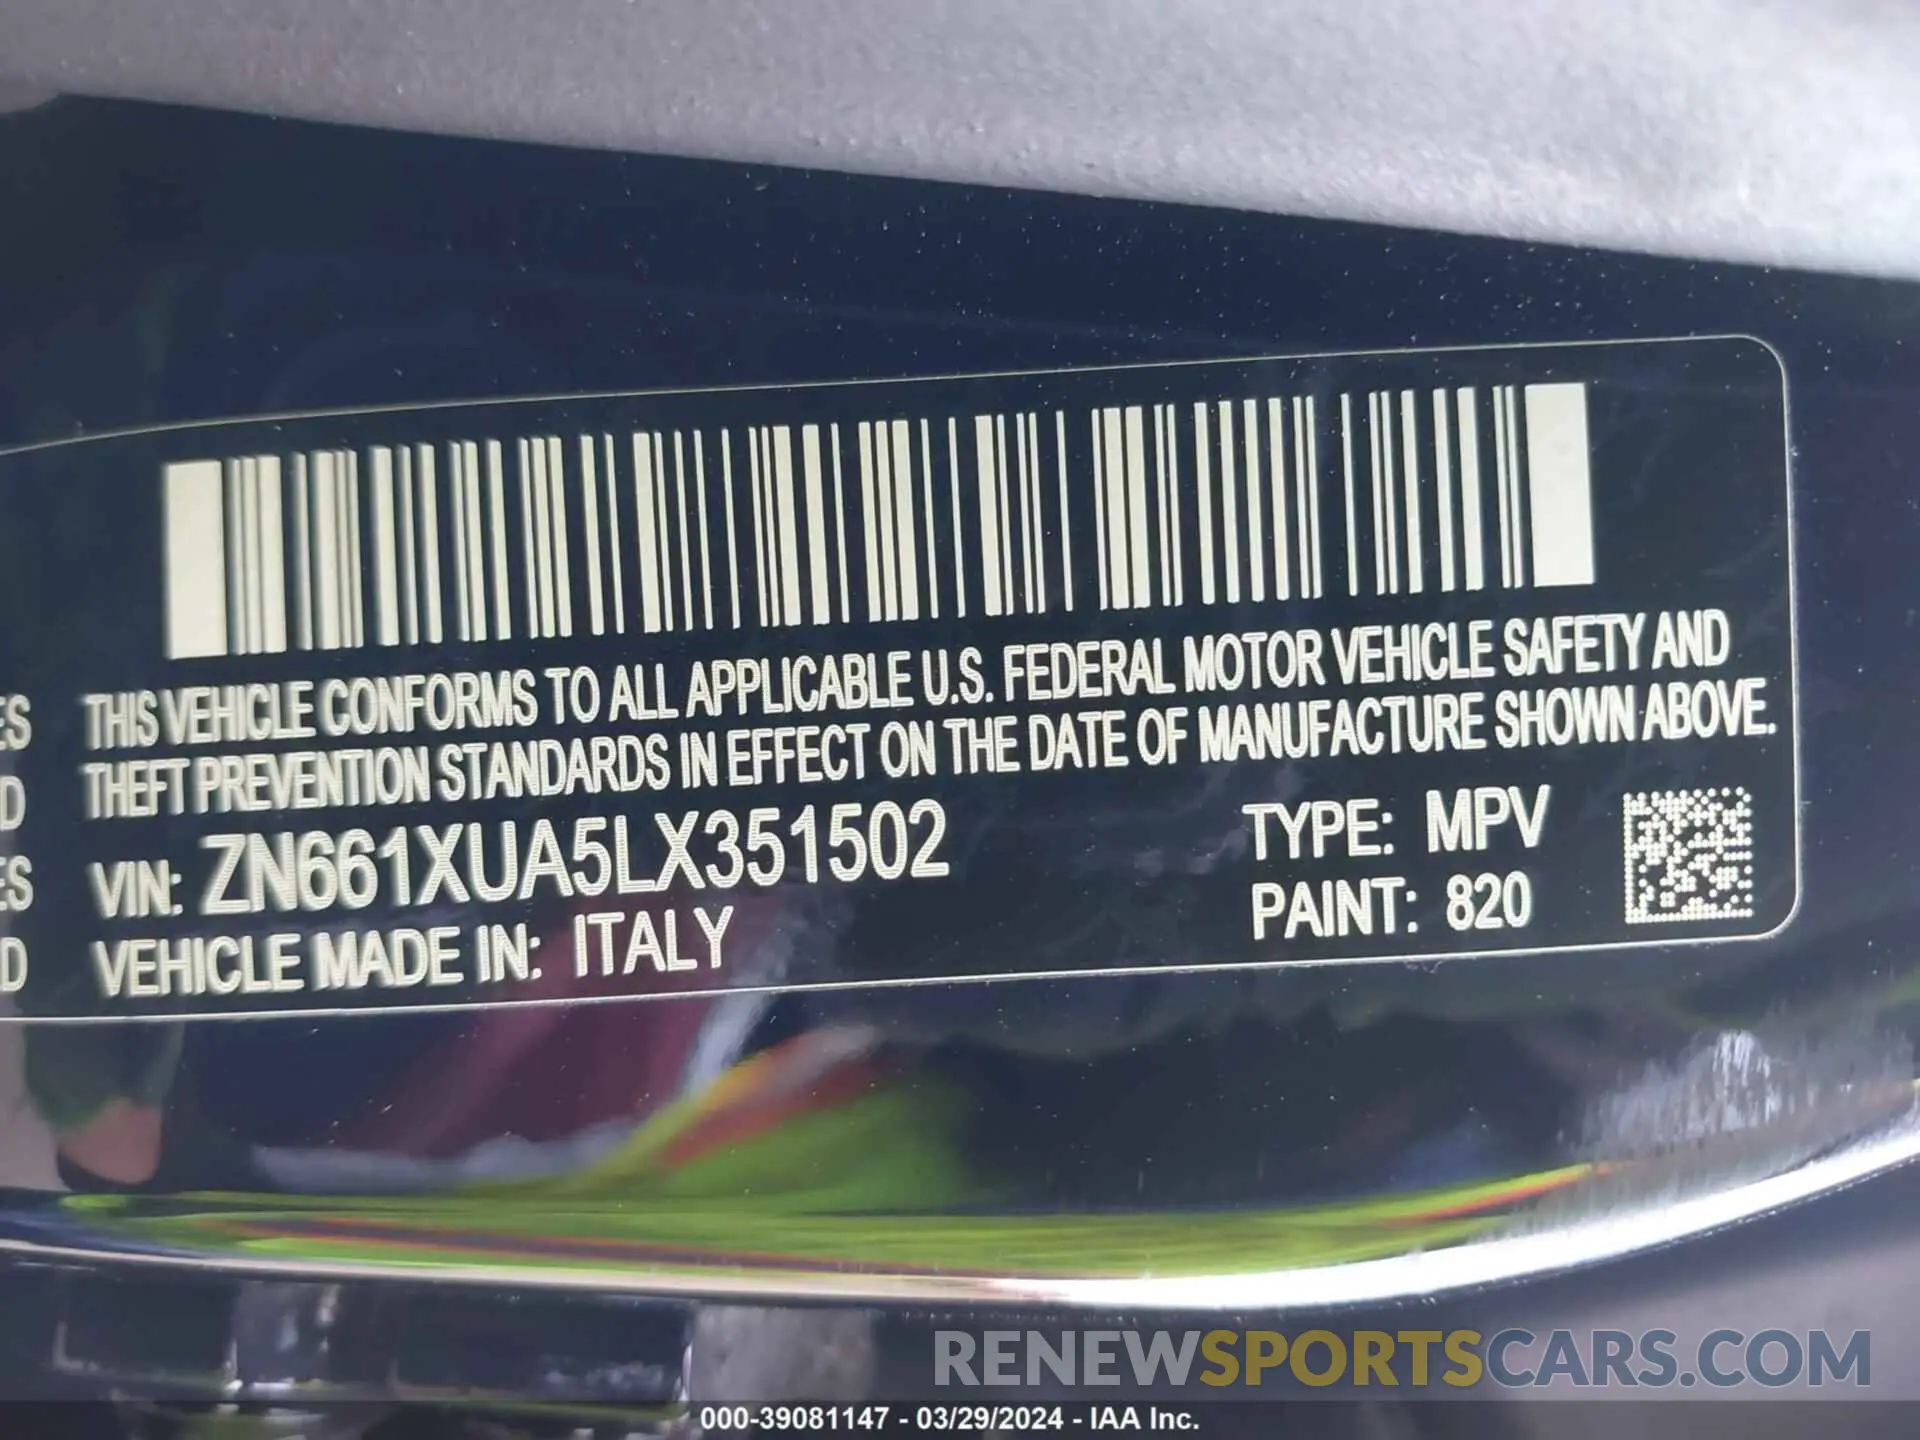 ES
D
ES
D
THIS VEHICLE CONFORMS TO ALL APPLICABLE U.S. FEDERAL MOTOR VEHICLE SAFETY AND
THEFT PREVENTION STANDARDS IN EFFECT ON THE DATE OF MANUFACTURE SHOWN ABOVE.
VIN: ZN661XUA5LX351502 TYPE: MPV
VEHICLE MADE IN: ITALY PAINT: 820
RENEWSPORTSCARS.COM
000-39081147 - 03/29/2024 - IAA Inc.